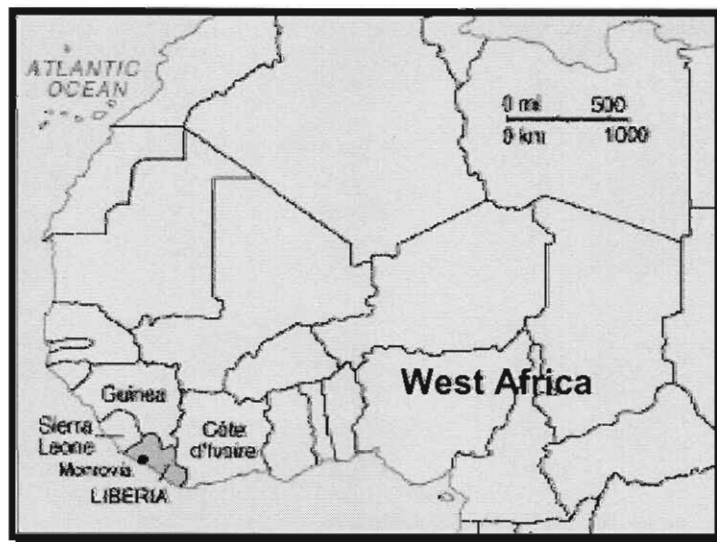 ATLANTIC
OCEAN
0 mi 500
0 km 1000
West Africa
Guinea
Sierra
Leone
Côte
d'Ivoire
Monrovia
LIBERIA